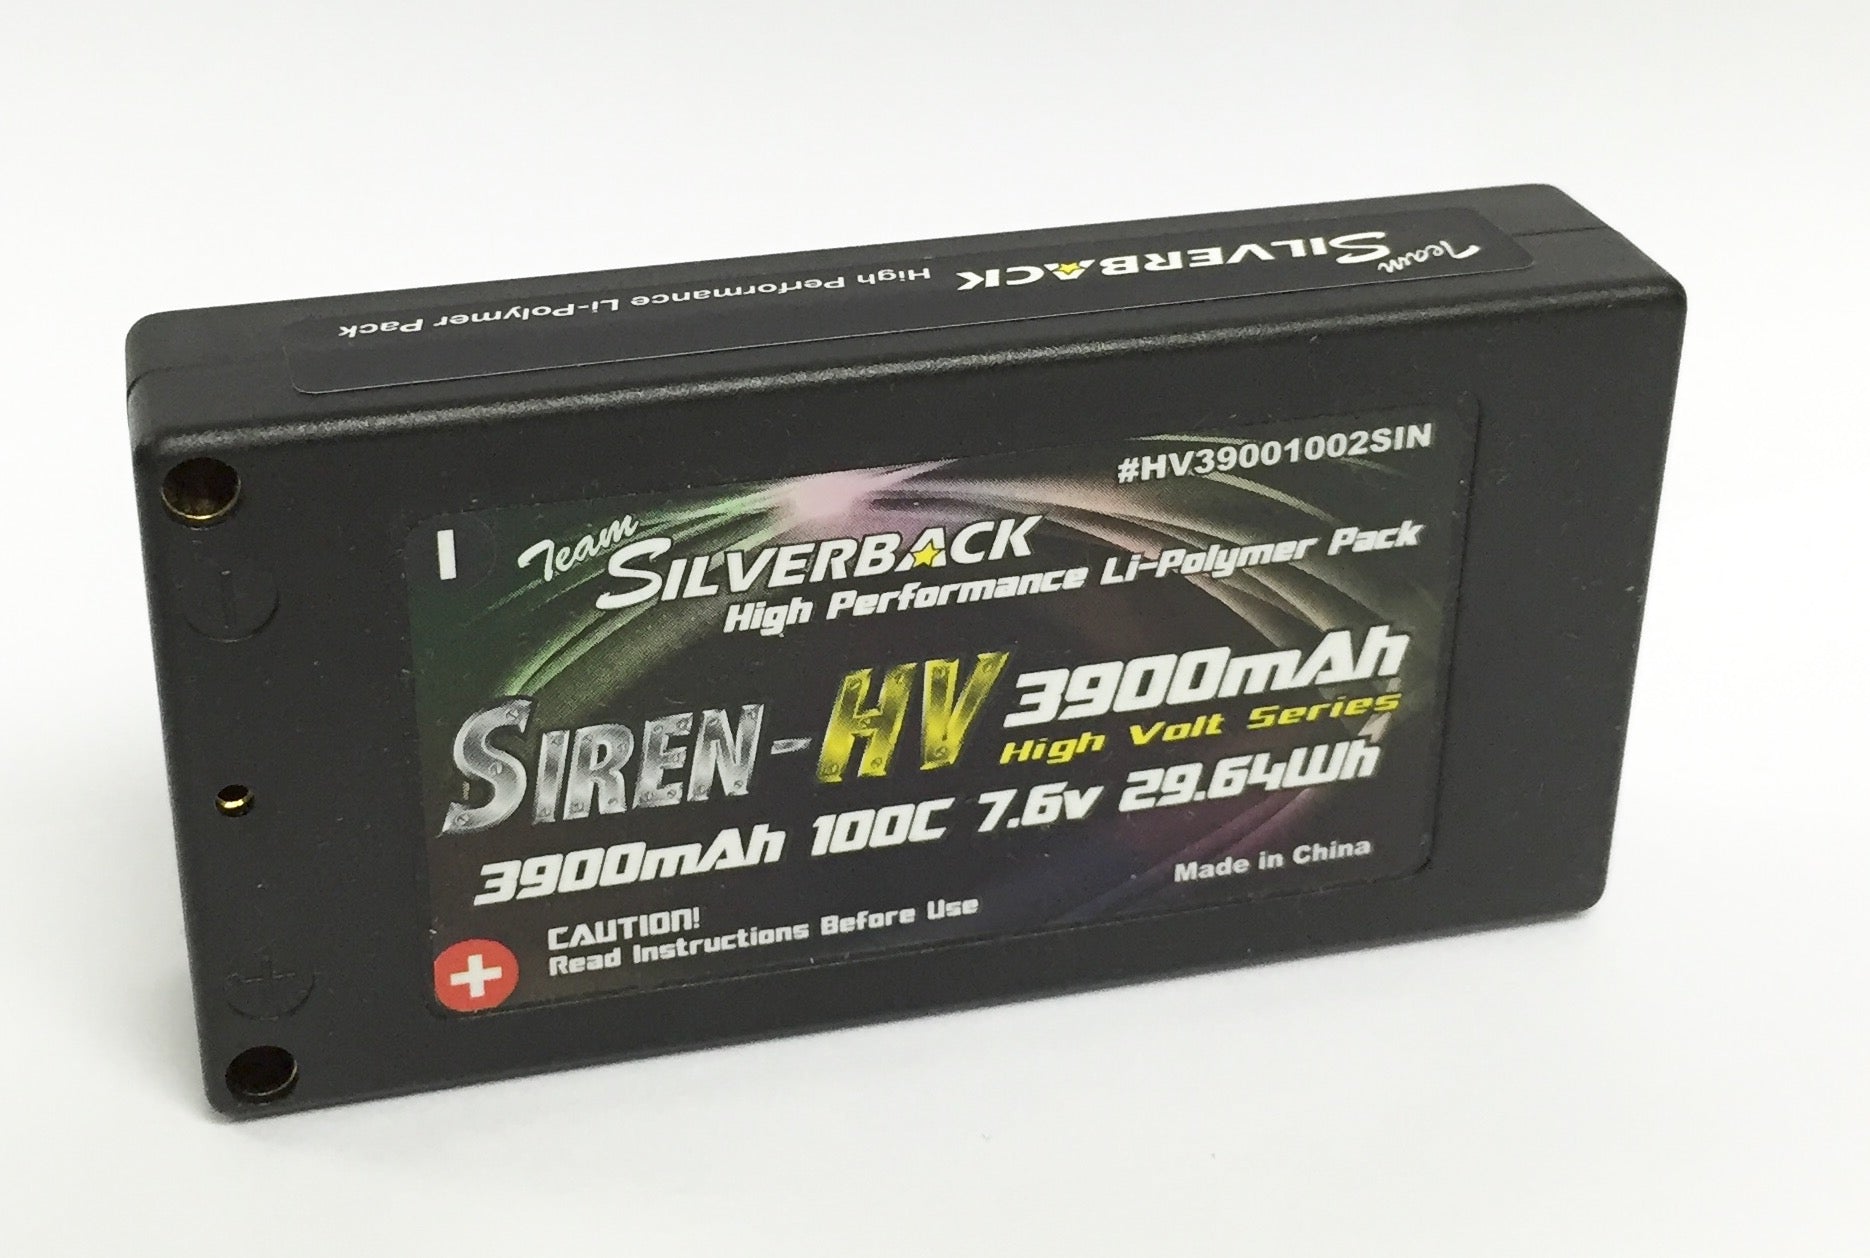 Team SILVERBACK
High Performance Li-Polymer Pack
#HV39001002SIN
Team SILVERBACK
High Performance Li-Polymer Pack
SIREN-HV 3900mAh
High Volt Series
3900mAh 100C 7.6v 29.64Wh
Made in China
CAUTION!
Read Instructions Before Use